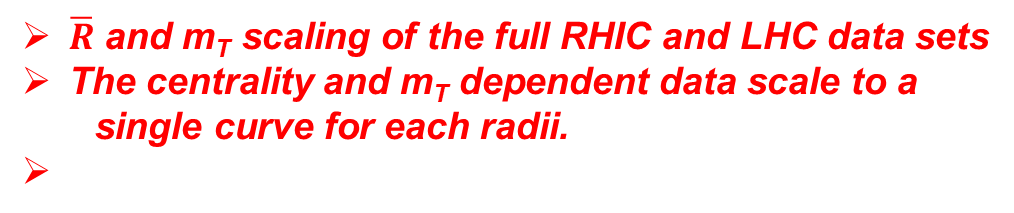 ➢ R̅ and mT scaling of the full RHIC and LHC data sets
➢ The centrality and mT dependent data scale to a
single curve for each radii.
➢